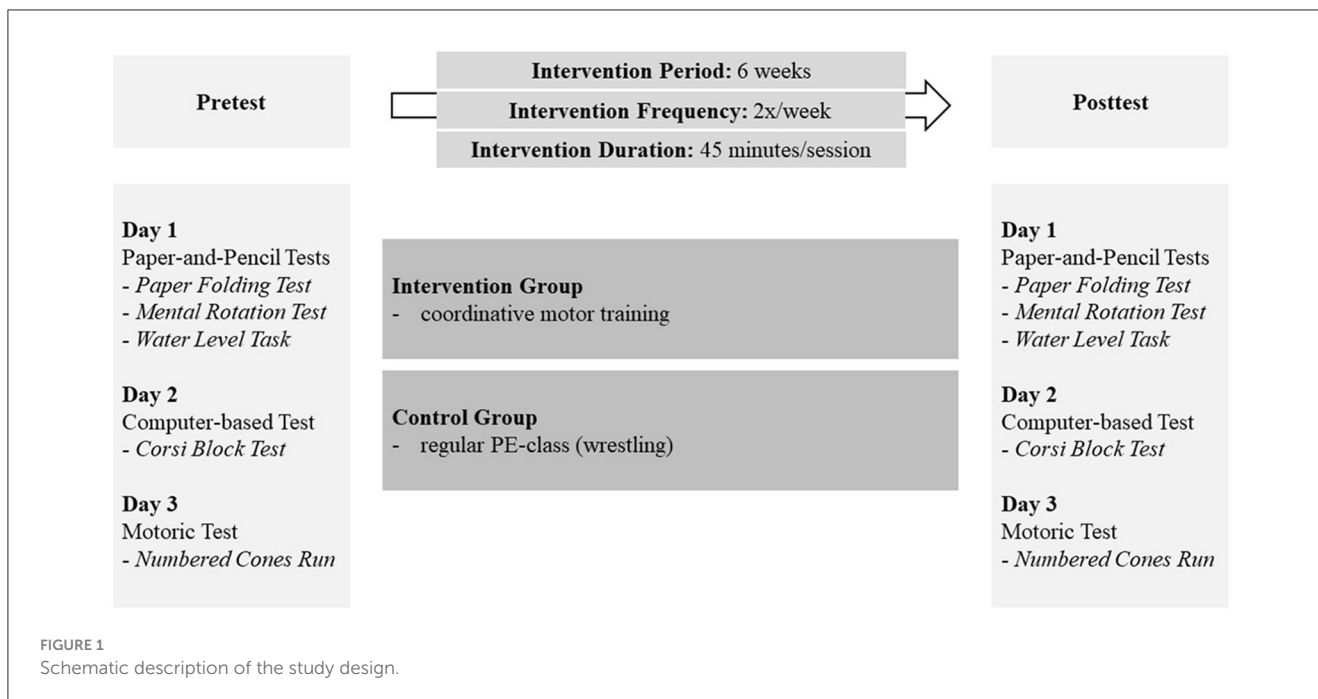 Pretest
Intervention Period: 6 weeks
Intervention Frequency: 2x/week
Intervention Duration: 45 minutes/session
Posttest
Day 1
Paper-and-Pencil Tests
- Paper Folding Test
- Mental Rotation Test
- Water Level Task
Day 2
Computer-based Test
- Corsi Block Test
Day 3
Motoric Test
- Numbered Cones Run
Intervention Group
- coordinative motor training
Control Group
- regular PE-class (wrestling)
Day 1
Paper-and-Pencil Tests
- Paper Folding Test
- Mental Rotation Test
- Water Level Task
Day 2
Computer-based Test
- Corsi Block Test
Day 3
Motoric Test
- Numbered Cones Run
FIGURE 1
Schematic description of the study design.